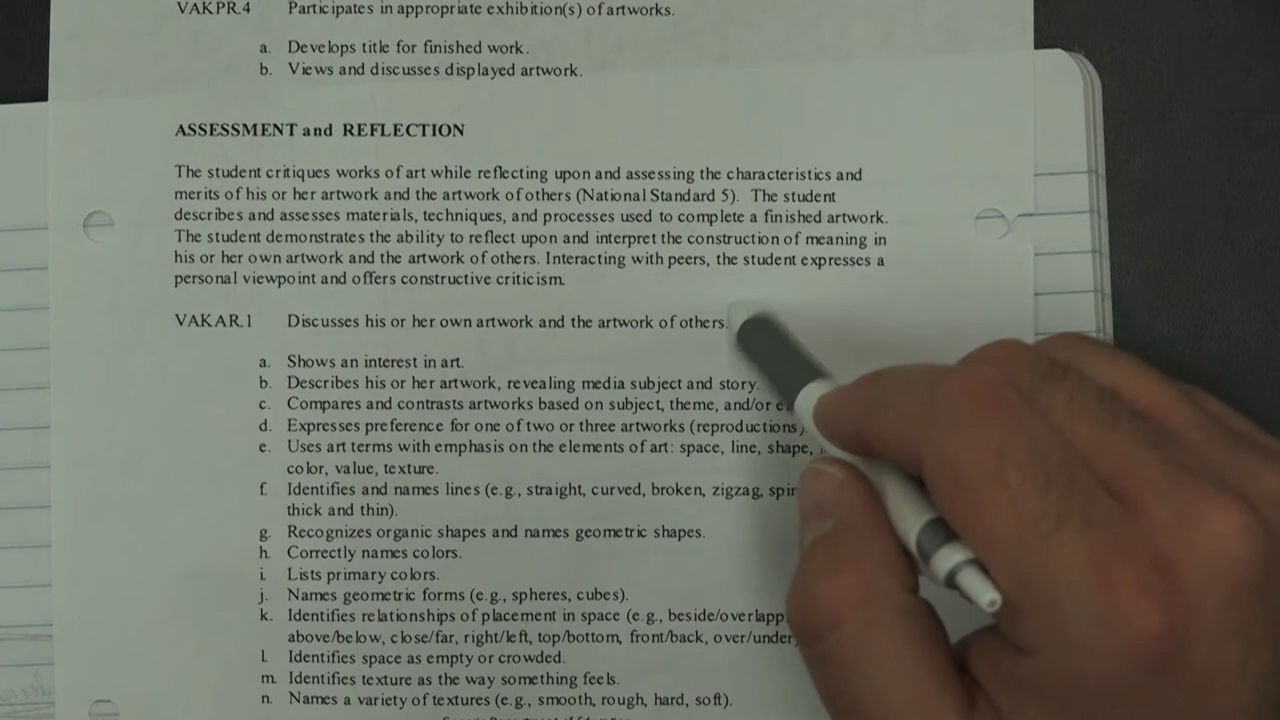 VAKPR.4 Participates in appropriate exhibition(s) of artworks.
a. Develops title for finished work.
b. Views and discusses displayed artwork.
ASSESSMENT and REFLECTION
The student critiques works of art while reflecting upon and assessing the characteristics and
merits of his or her artwork and the artwork of others (National Standard 5). The student
describes and assesses materials, techniques, and processes used to complete a finished artwork.
The student demonstrates the ability to reflect upon and interpret the construction of meaning in
his or her own artwork and the artwork of others. Interacting with peers, the student expresses a
personal viewpoint and offers constructive criticism.
VAKAR.1 Discusses his or her own artwork and the artwork of others.
a. Shows an interest in art.
b. Describes his or her artwork, revealing media subject and story.
c. Compares and contrasts artworks based on subject, theme, and/or
d. Expresses preference for one of two or three artworks (reproductions).
e. Uses art terms with emphasis on the elements of art: space, line, shape,
color, value, texture.
f. Identifies and names lines (e.g., straight, curved, broken, zigzag,
thick and thin).
g. Recognizes organic shapes and names geometric shapes.
h. Correctly names colors.
i. Lists primary colors.
j. Names geometric forms (e.g., spheres, cubes).
k. Identifies relationships of placement in space (e.g.,
above/below, close/far, right/left, top/bottom, front/back, over/under
l. Identifies space as empty or crowded.
m. Identifies texture as the way something feels.
n. Names a variety of textures (e.g., smooth, rough, hard, soft).